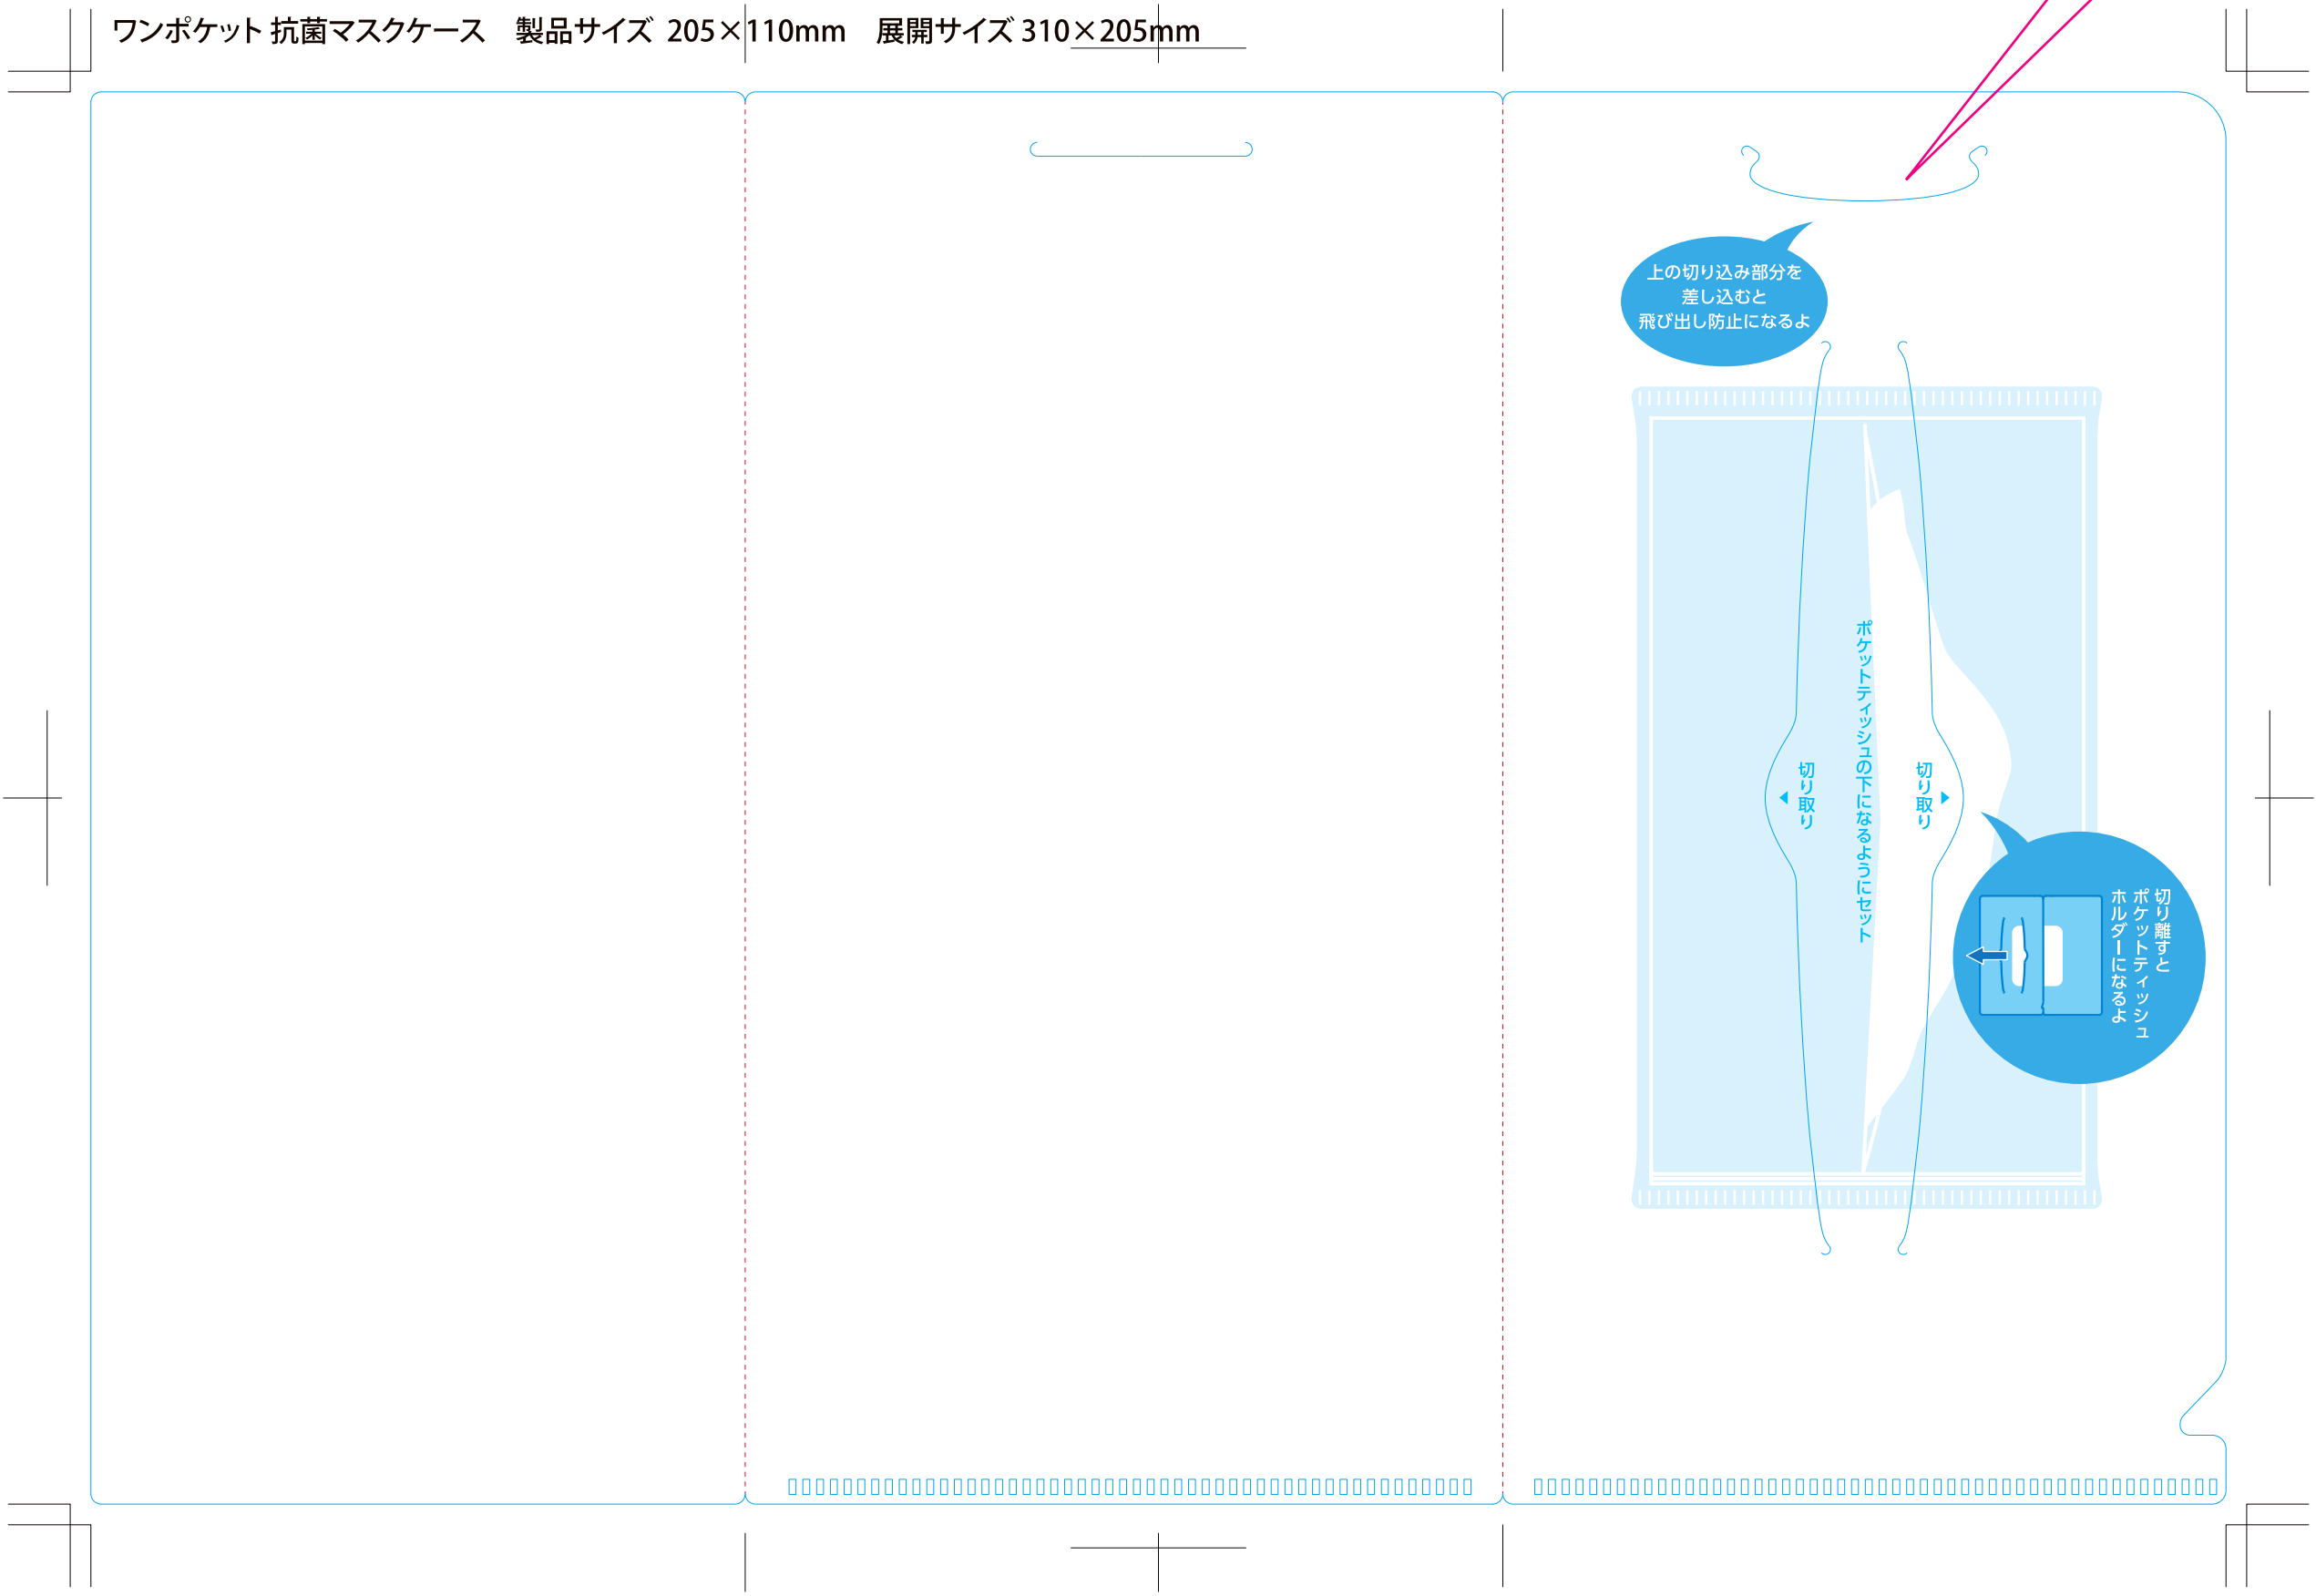 ワンポケット抗菌マスクケース 製品サイズ 205×110mm 展開サイズ 310×205mm
上の切り込み部分を
差し込むと
飛び出し防止になるよ
ポケットティッシュの下になるようにセット
切り取り
切り取り
切り離すと
ポケットティッシュ
ホルダーになるよ